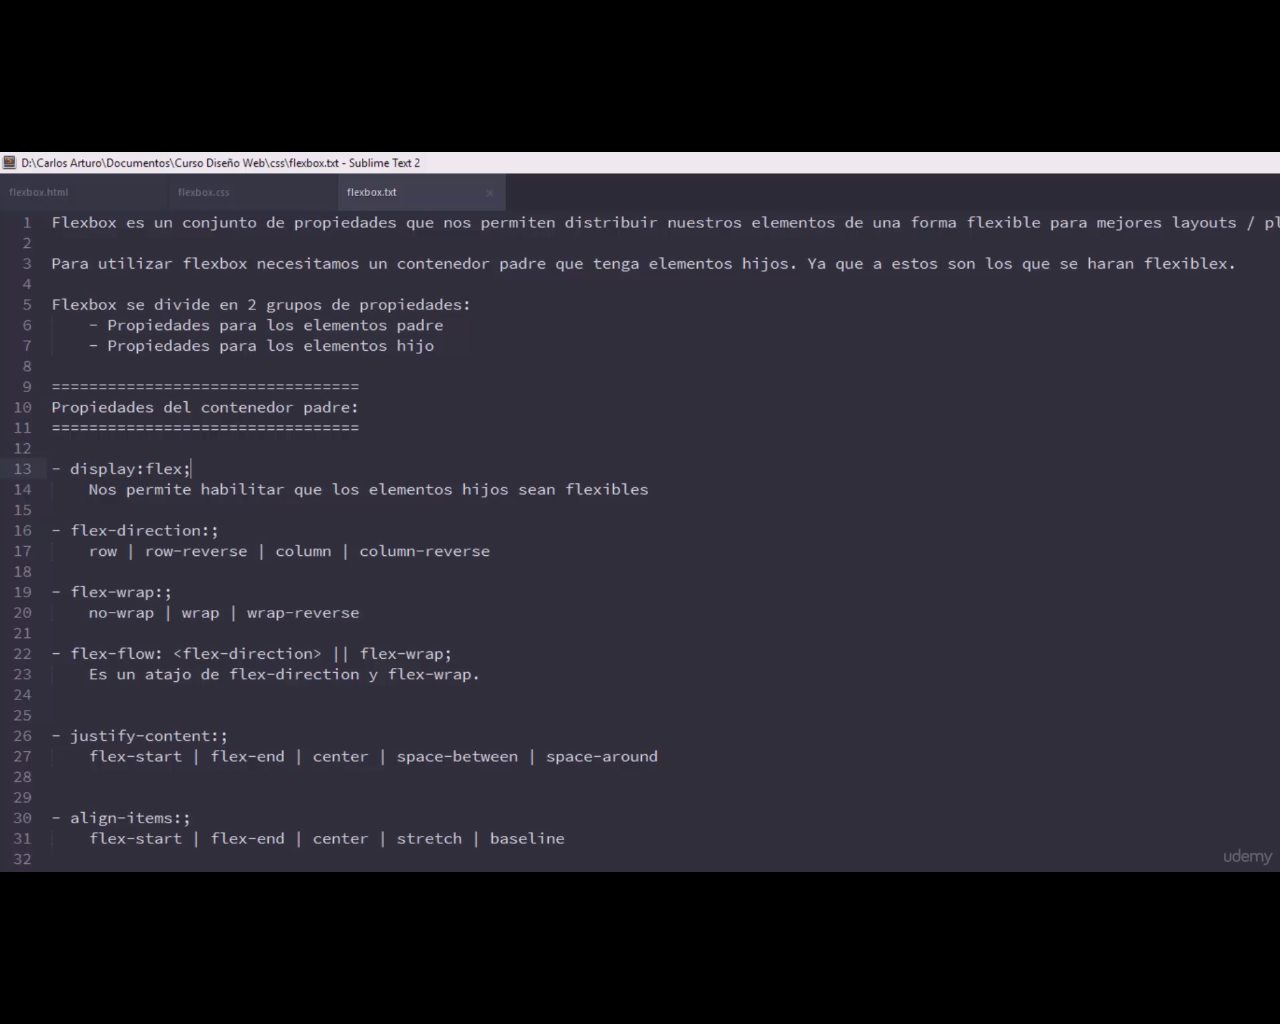 D:\Carlos Arturo\Documentos\Curso Diseño Web\css\flexbox.txt - Sublime Text 2
flexbox.html flexbox.css flexbox.txt ×
1 Flexbox es un conjunto de propiedades que nos permiten distribuir nuestros elementos de una forma flexible para mejores layouts / pl
2
3 Para utilizar flexbox necesitamos un contenedor padre que tenga elementos hijos. Ya que a estos son los que se haran flexiblex.
4
5 Flexbox se divide en 2 grupos de propiedades:
6 - Propiedades para los elementos padre
7 - Propiedades para los elementos hijo
8
9 =================================
10 Propiedades del contenedor padre:
11 =================================
12
13 - display:flex;
14 Nos permite habilitar que los elementos hijos sean flexibles
15
16 - flex-direction:;
17 row | row-reverse | column | column-reverse
18
19 - flex-wrap:;
20 no-wrap | wrap | wrap-reverse
21
22 - flex-flow: <flex-direction> || flex-wrap;
23 Es un atajo de flex-direction y flex-wrap.
24
25
26 - justify-content:;
27 flex-start | flex-end | center | space-between | space-around
28
29
30 - align-items:;
31 flex-start | flex-end | center | stretch | baseline
32
udemy